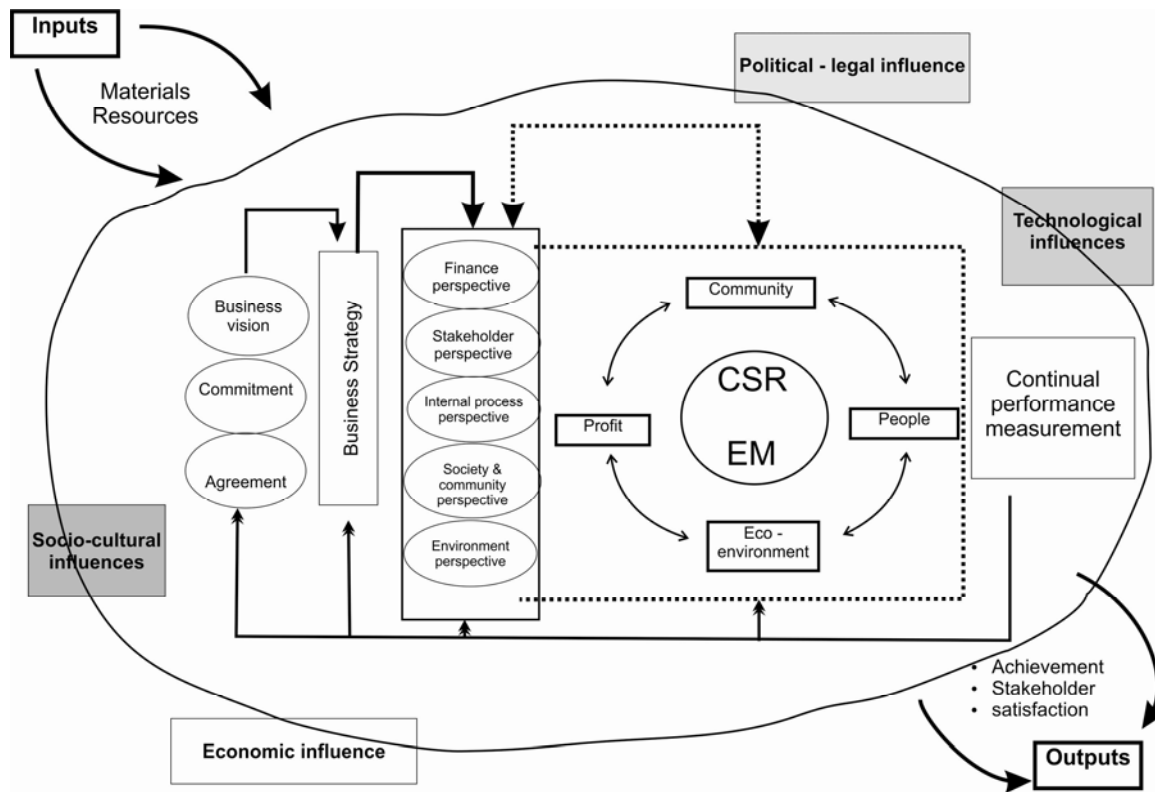 Inputs
Materials
Resources
Political - legal influence
Technological
influences
Business
vision
Commitment
Agreement
Business Strategy
Finance
perspective
Stakeholder
perspective
Internal process
perspective
Society &
community
perspective
Environment
perspective
Community
Profit
CSR
EM
People
Eco -
environment
Continual
performance
measurement
Socio-cultural
influences
Economic influence
• Achievement
• Stakeholder
• satisfaction
Outputs